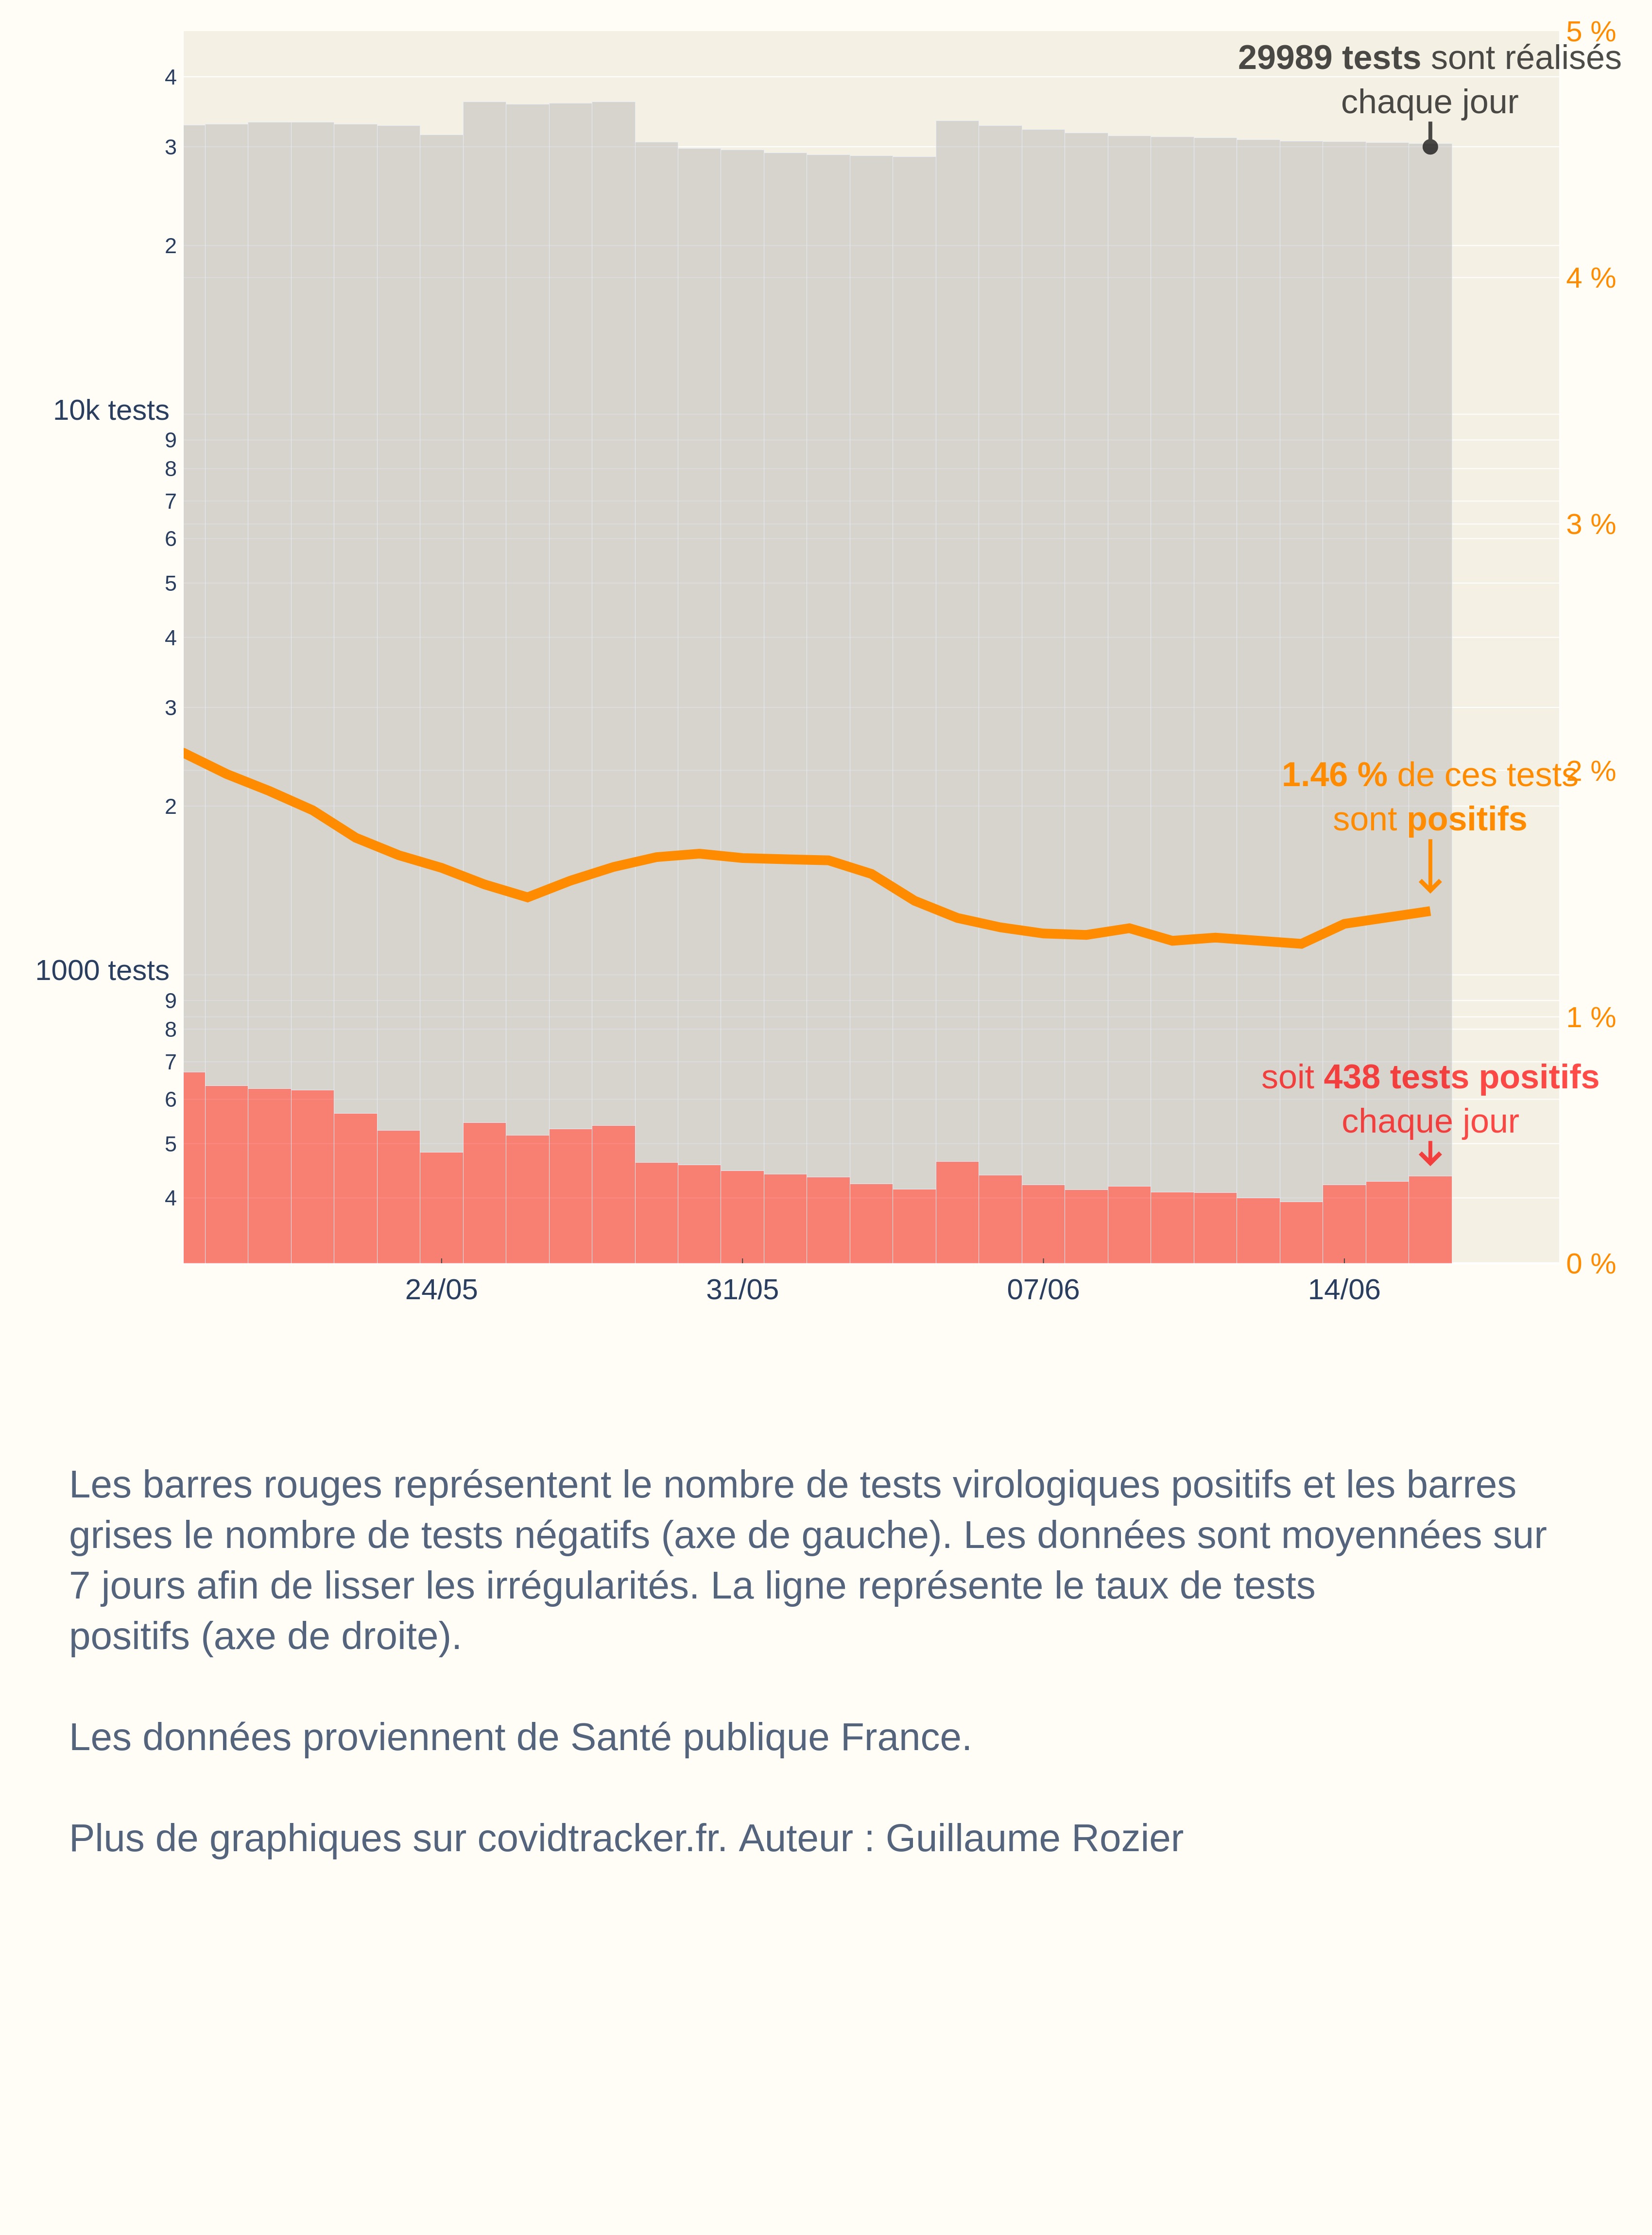 5 %
29989 tests sont réalisés
chaque jour
4
3
2
4 %
10k tests
9
8
7
6
3 %
5
4
3
2 %
1.46 % de ces tests
sont positifs
2
1000 tests
9
8
1 %
7
soit 438 tests positifs
chaque jour
6
5
4
0 %
24/05
31/05
07/06
14/06
Les barres rouges représentent le nombre de tests virologiques positifs et les barres
grises le nombre de tests négatifs (axe de gauche). Les données sont moyennées sur
7 jours afin de lisser les irrégularités. La ligne représente le taux de tests
positifs (axe de droite).
Les données proviennent de Santé publique France.
Plus de graphiques sur covidtracker.fr. Auteur : Guillaume Rozier